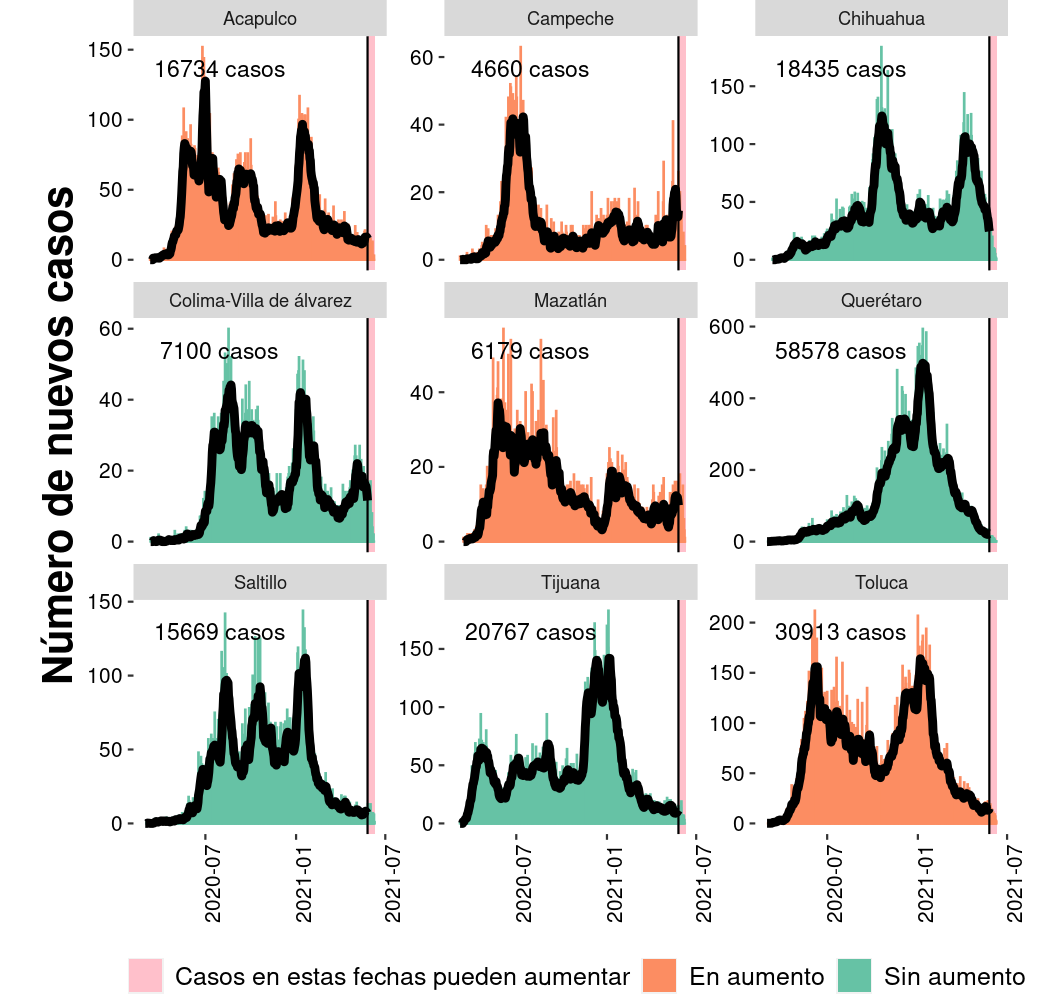 Número de nuevos casos
Acapulco
150
100
50
0
16734 casos
Campeche
60
40
20
0
4660 casos
Chihuahua
150
100
50
0
18435 casos
Colima-Villa de álvarez
60
40
20
0
7100 casos
Mazatlán
40
20
0
6179 casos
Querétaro
600
400
200
0
58578 casos
Saltillo
150
100
50
0
15669 casos
Tijuana
150
100
50
0
20767 casos
Toluca
200
150
100
50
0
30913 casos
2020-07 2021-01 2021-07
2020-07 2021-01 2021-07
2020-07 2021-01 2021-07
Casos en estas fechas pueden aumentar En aumento Sin aumento